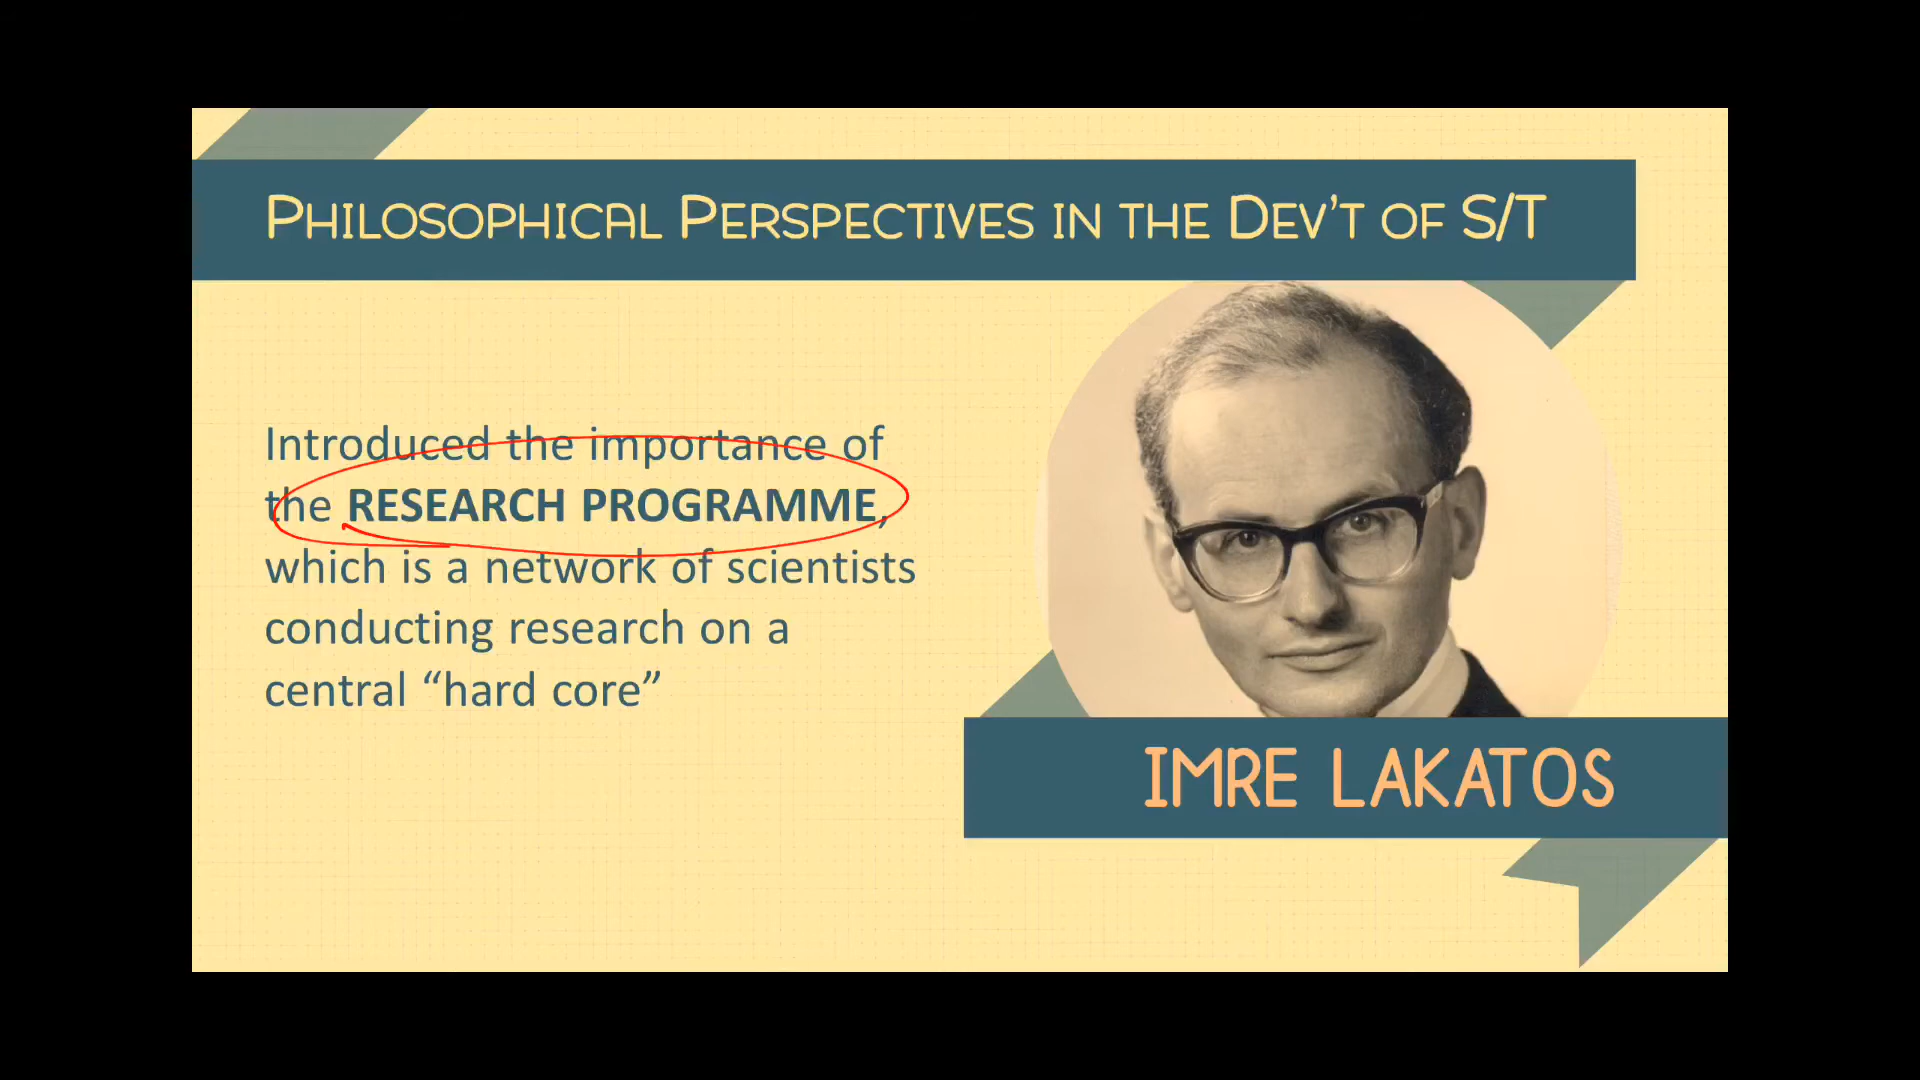 PHILOSOPHICAL PERSPECTIVES IN THE DEV'T OF S/T
Introduced the importance of
the RESEARCH PROGRAMME,
which is a network of scientists
conducting research on a
central “hard core”
IMRE LAKATOS